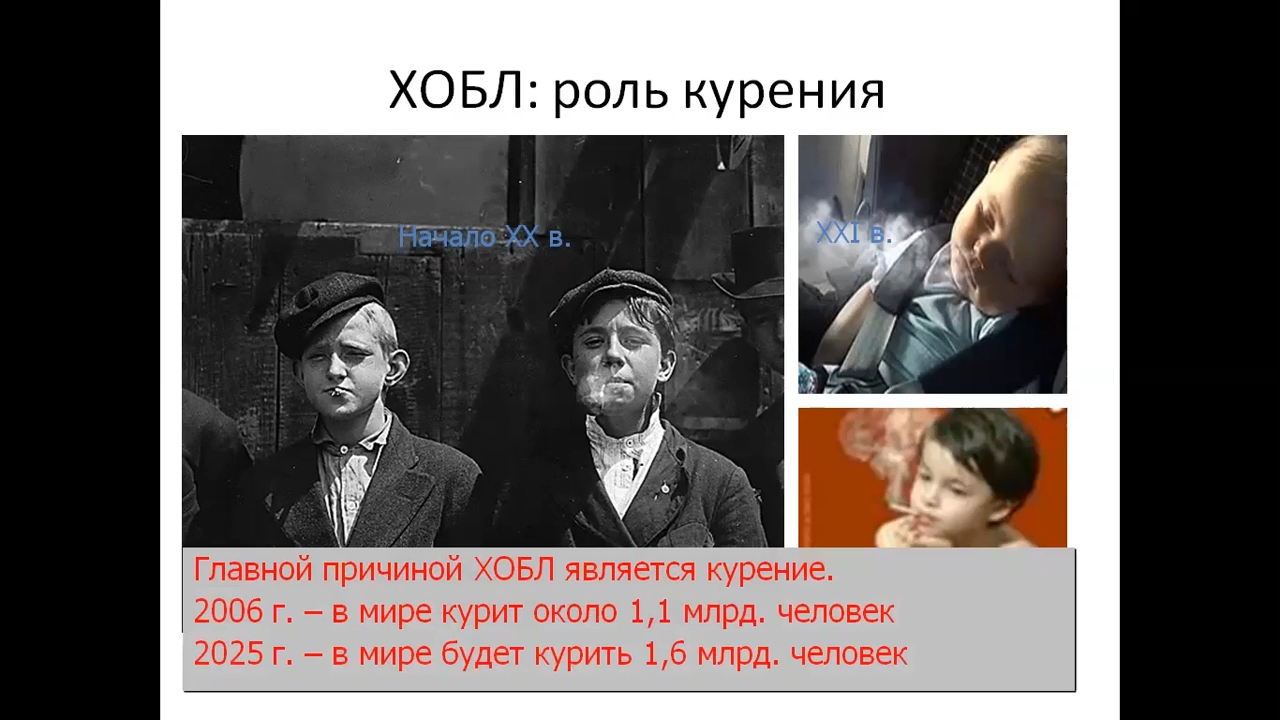 ХОБЛ: роль курения
Начало XX в.
XXI в.
Главной причиной ХОБЛ является курение.
2006 г. – в мире курит около 1,1 млрд. человек
2025 г. – в мире будет курить 1,6 млрд. человек